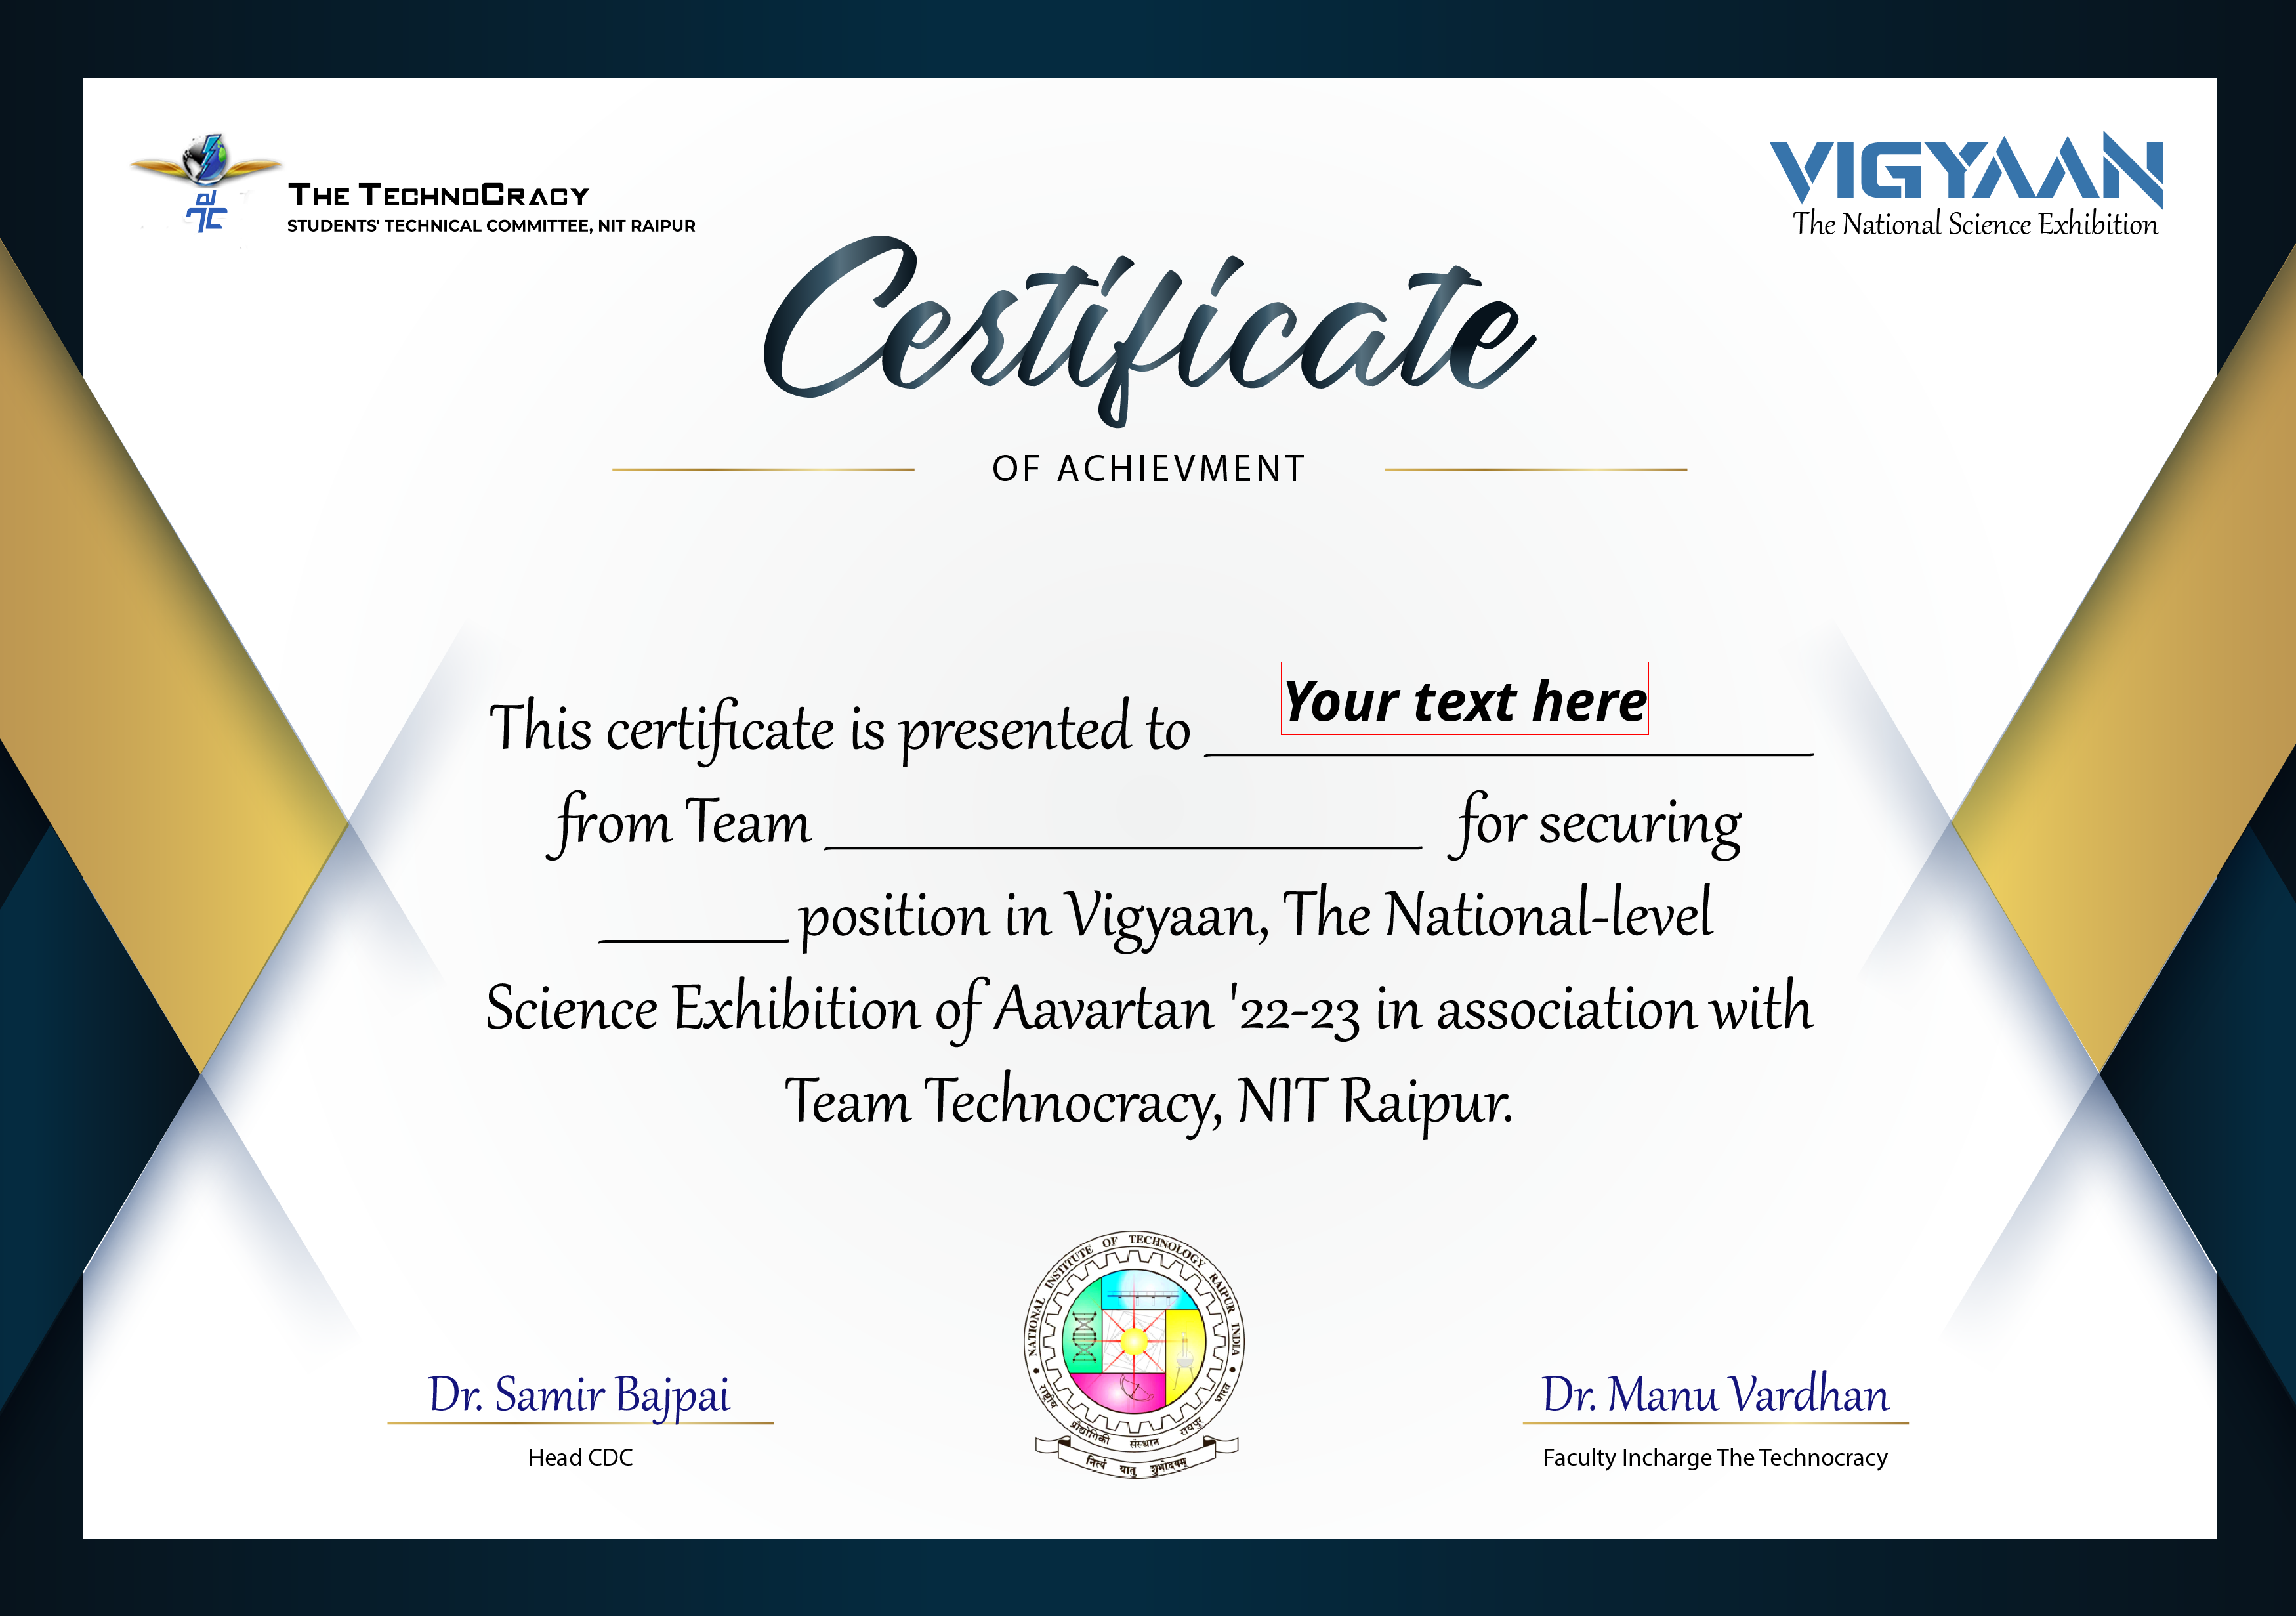 THE TECHNOCRACY
STUDENTS' TECHNICAL COMMITTEE, NIT RAIPUR
VIGYAAN
The National Science Exhibition
Certificate
OF ACHIEVMENT
Your text here
This certificate is presented to
from Team for securing
position in Vigyaan, The National-level
Science Exhibition of Aavartan '22-23 in association with
Team Technocracy, NIT Raipur.
NATIONAL INSTITUTE OF TECHNOLOGY RAIPUR INDIA
राष्ट्रीय प्रौद्योगिकी संस्थान रायपुर भारत
नित्यं यातु शुभोदयम्
Dr. Samir Bajpai
Head CDC
Dr. Manu Vardhan
Faculty Incharge The Technocracy